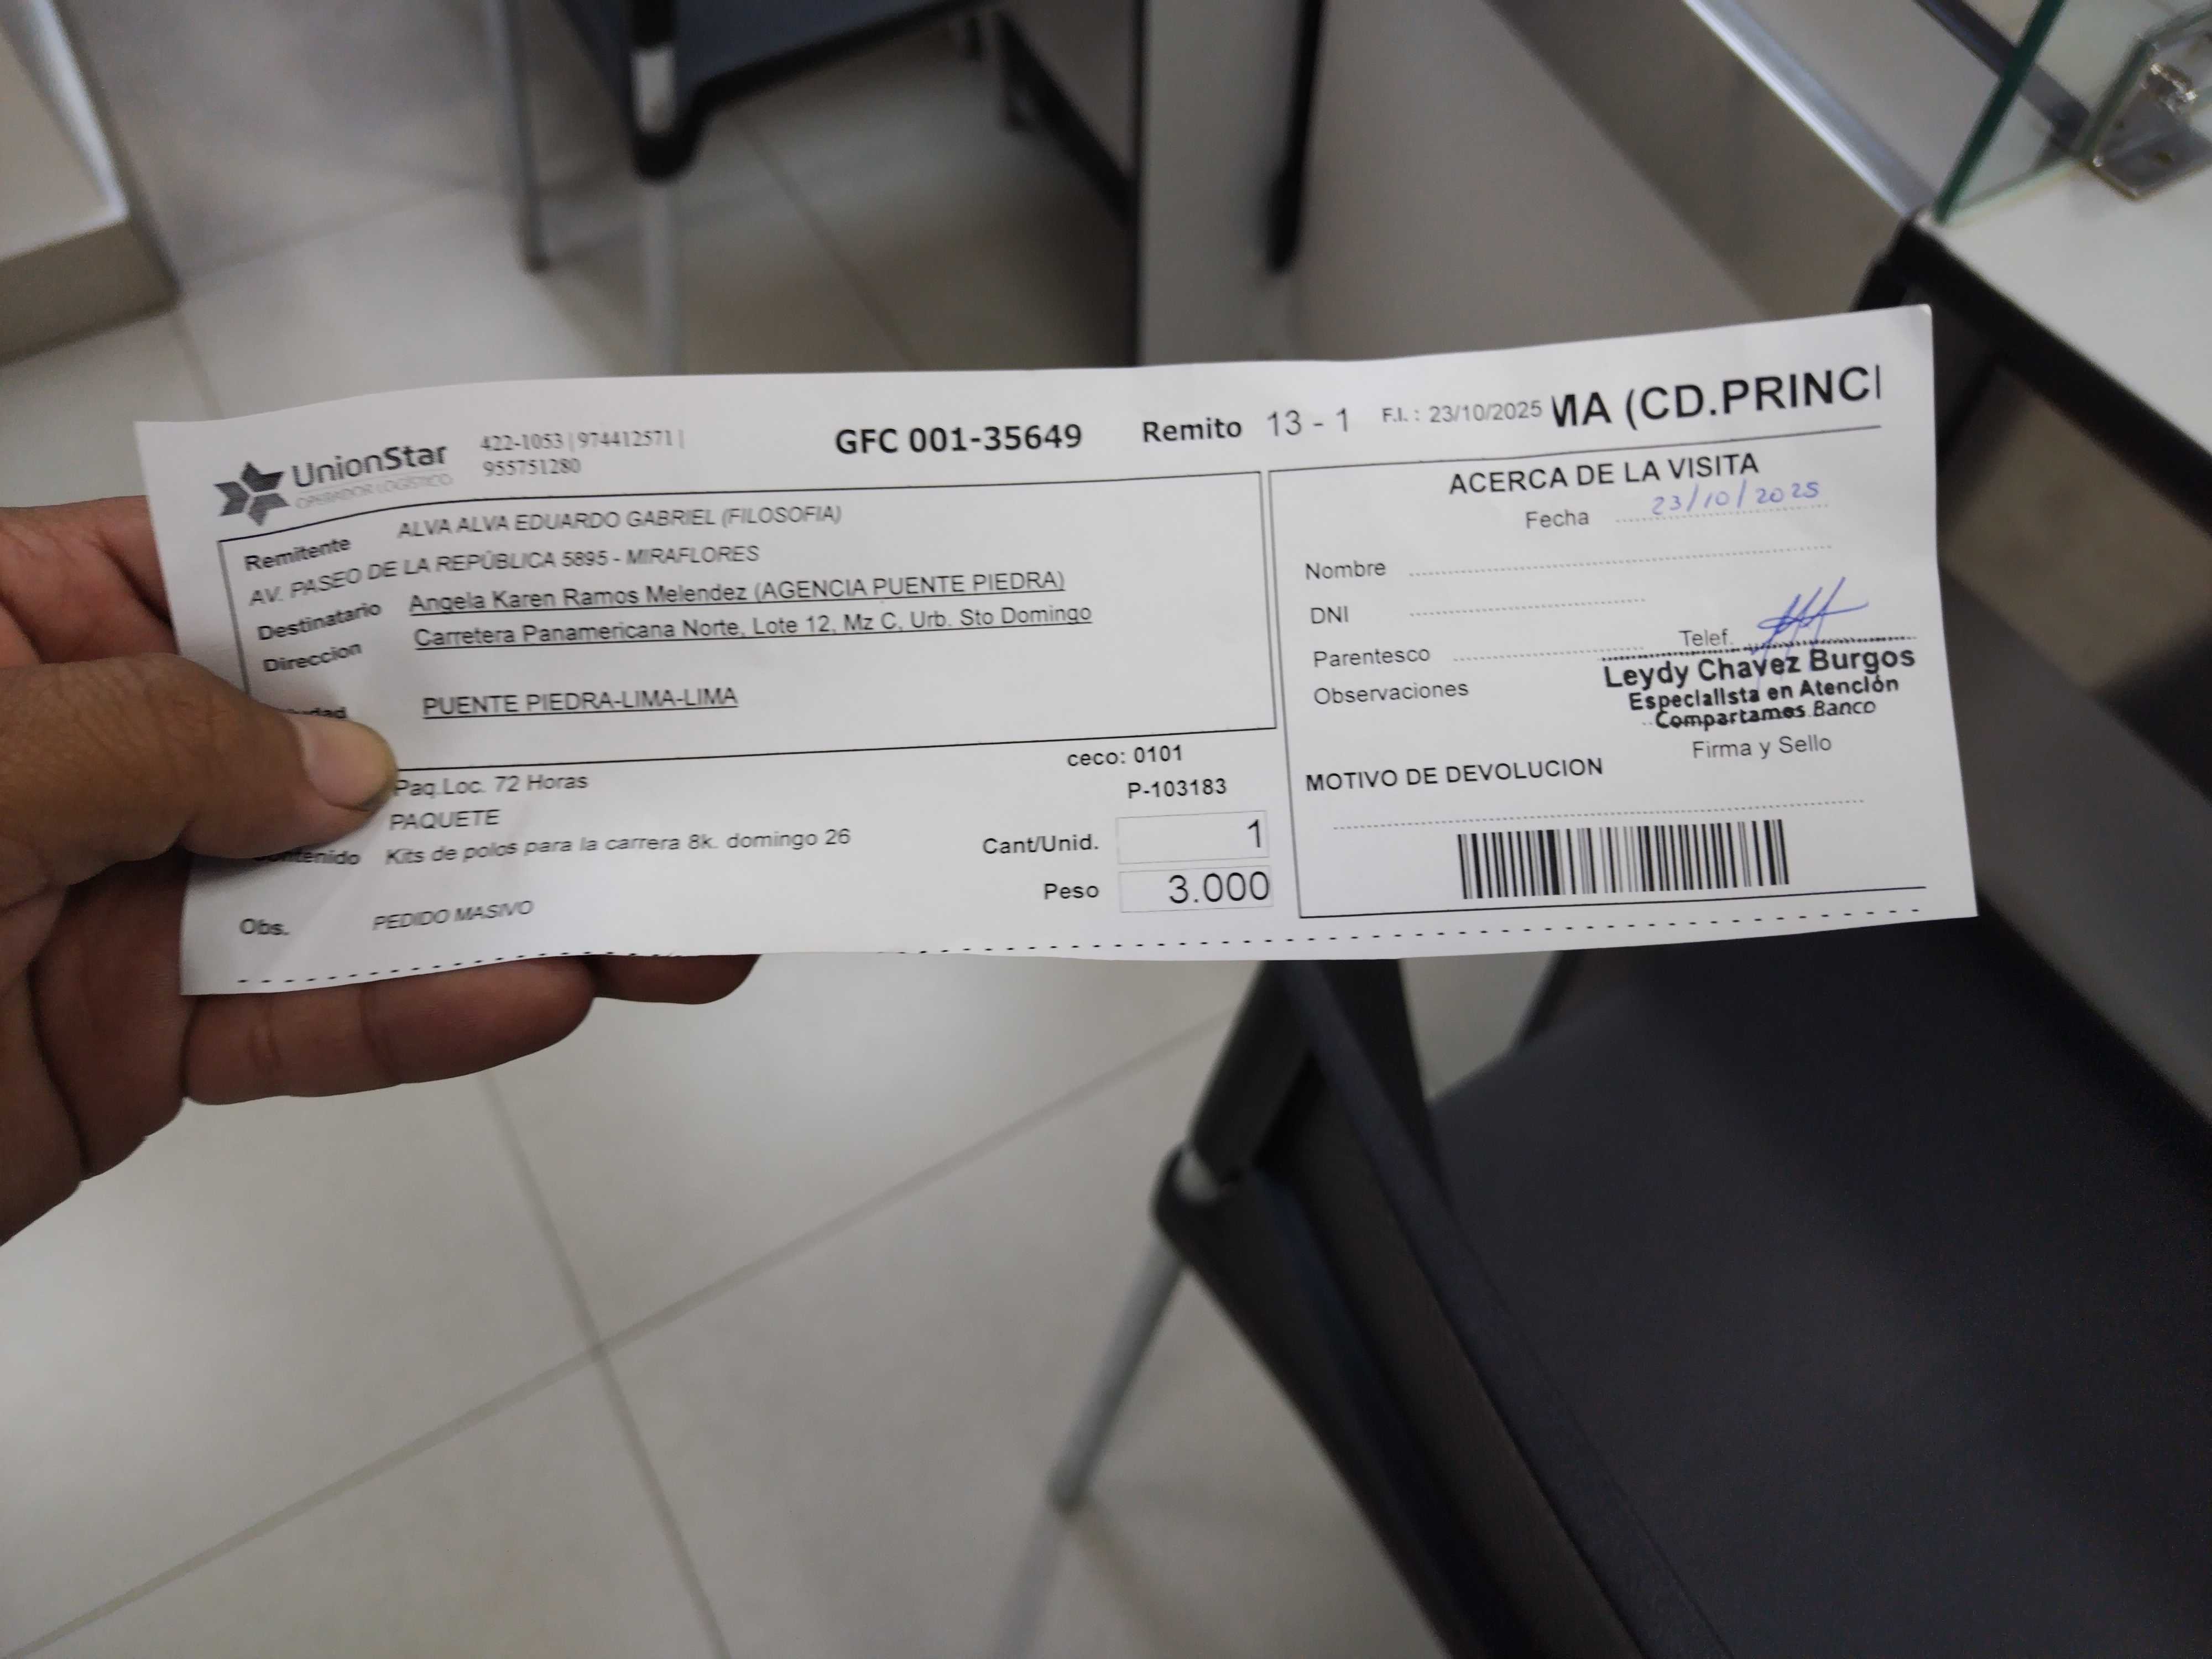 UnionStar
OPERADOR LOGÍSTICO
422-1053 | 974412571 |
955751280
GFC 001-35649
Remito 13 - 1
F.I. : 23/10/2025
MA (CD.PRINCI
Remitente ALVA ALVA EDUARDO GABRIEL (FILOSOFIA)
AV. PASEO DE LA REPÚBLICA 5895 - MIRAFLORES
Destinatario Angela Karen Ramos Melendez (AGENCIA PUENTE PIEDRA)
Direccion Carretera Panamericana Norte, Lote 12, Mz C, Urb. Sto Domingo
PUENTE PIEDRA-LIMA-LIMA
Paq.Loc. 72 Horas
ceco: 0101
PAQUETE
P-103183
Kits de polos para la carrera 8k. domingo 26
Cant/Unid. 1
Peso 3.000
Obs. PEDIDO MASIVO
ACERCA DE LA VISITA
Fecha 23/10/2025
Nombre
DNI
Parentesco
Telef.
Observaciones
Leydy Chavez Burgos
Especialista en Atención
Compartamos Banco
Firma y Sello
MOTIVO DE DEVOLUCION